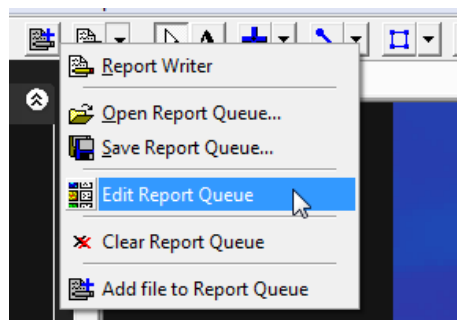 Report Writer
Open Report Queue...
Save Report Queue...
Edit Report Queue
Clear Report Queue
Add file to Report Queue